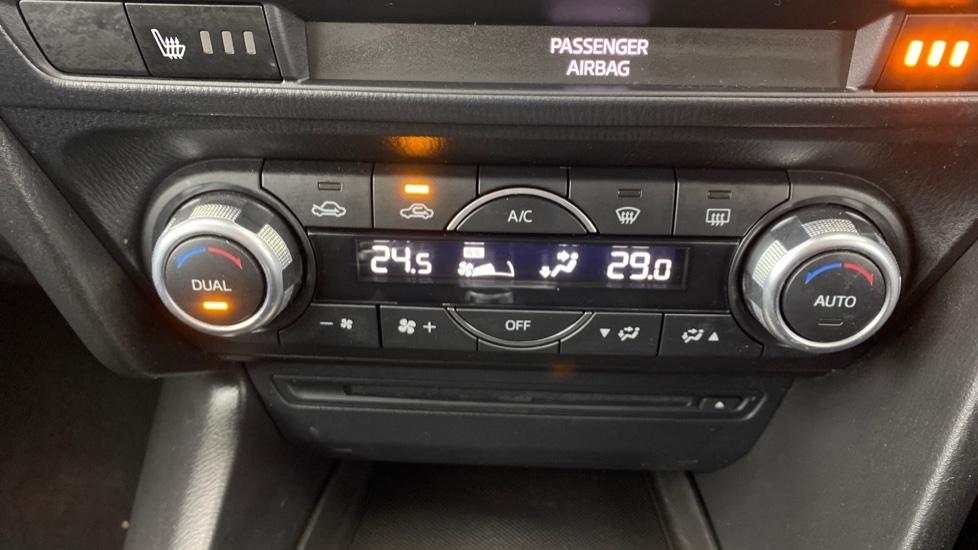 PASSENGER
AIRBAG
A/C
24.5
A/C
29.0
DUAL
AUTO
- +
OFF